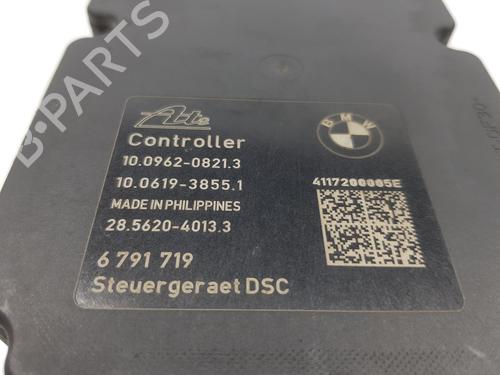 B-PARTS
Ate
BMW
Controller
10.0962-0821.3
10.0619-3855.1
4117200005E
MADE IN PHILIPPINES
28.5620-4013.3
6 791 719
Steuergeraet DSC